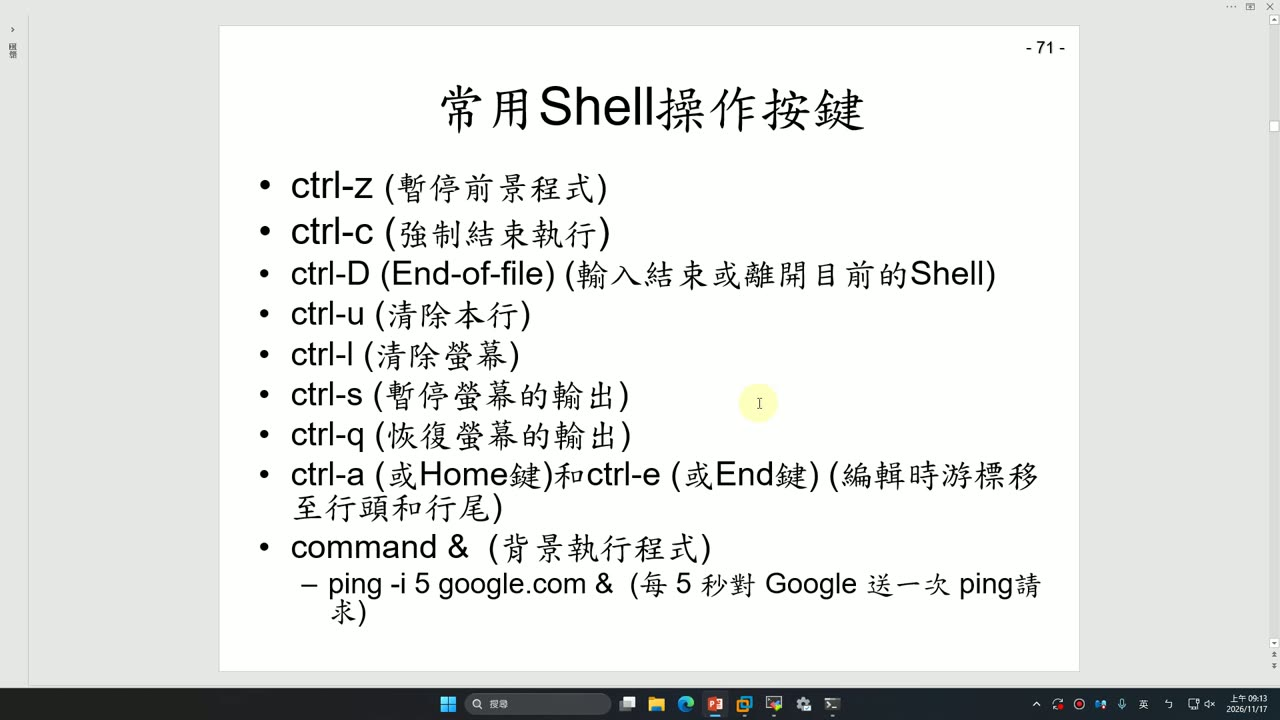 縮圖
- 71 -
常用Shell操作按鍵
• ctrl-z (暫停前景程式)
• ctrl-c (強制結束執行)
• ctrl-D (End-of-file) (輸入結束或離開目前的Shell)
• ctrl-u (清除本行)
• ctrl-l (清除螢幕)
• ctrl-s (暫停螢幕的輸出)
• ctrl-q (恢復螢幕的輸出)
• ctrl-a (或Home鍵)和ctrl-e (或End鍵) (編輯時游標移
至行頭和行尾)
• command & (背景執行程式)
– ping -i 5 google.com & (每 5 秒對 Google 送一次 ping請
求)
搜尋
英
ㄅ
上午 09:13
2026/11/17